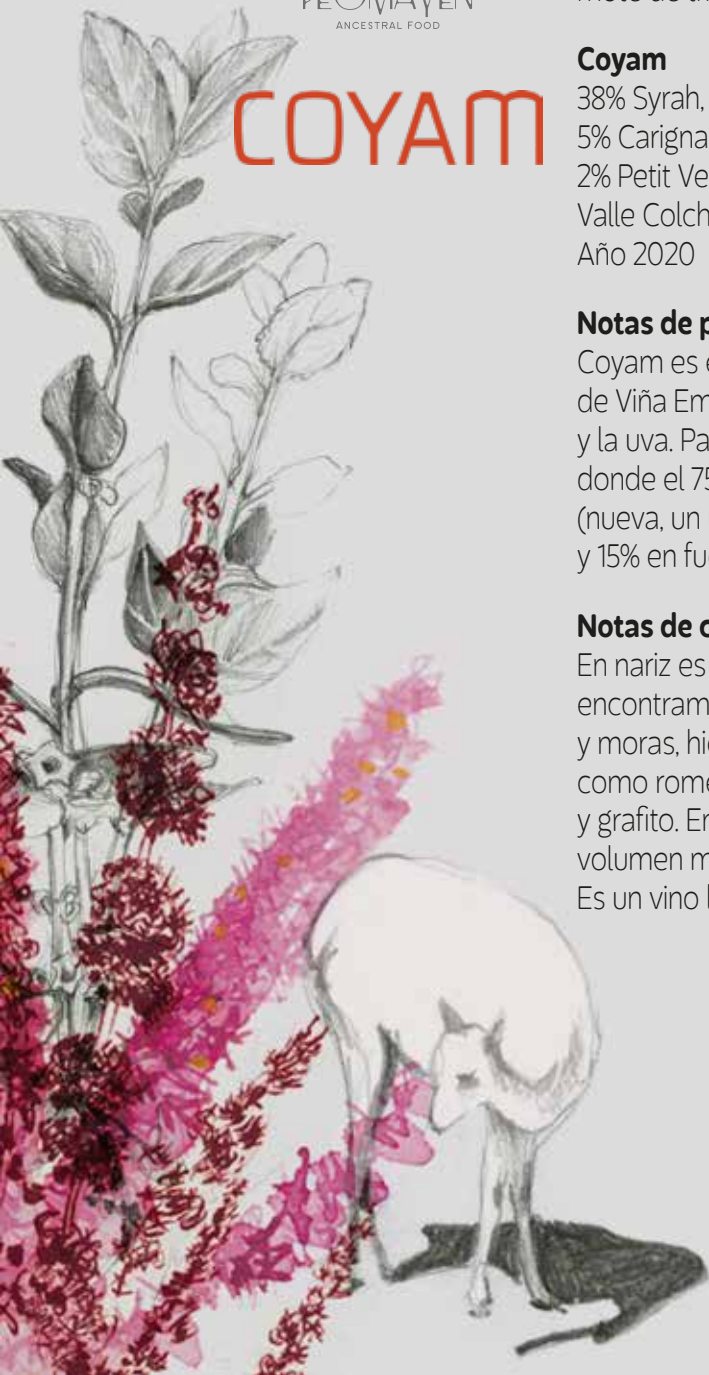 PEUMAYEN
ANCESTRAL FOOD
COYAM
Coyam
38% Syrah,
5% Carigna
2% Petit Ve
Valle Colch
Año 2020
Notas de p
Coyam es e
de Viña Em
y la uva. Pa
donde el 75
(nueva, un
y 15% en fu
Notas de c
En nariz es
encontram
y moras, hi
como rome
y grafito. En
volumen m
Es un vino